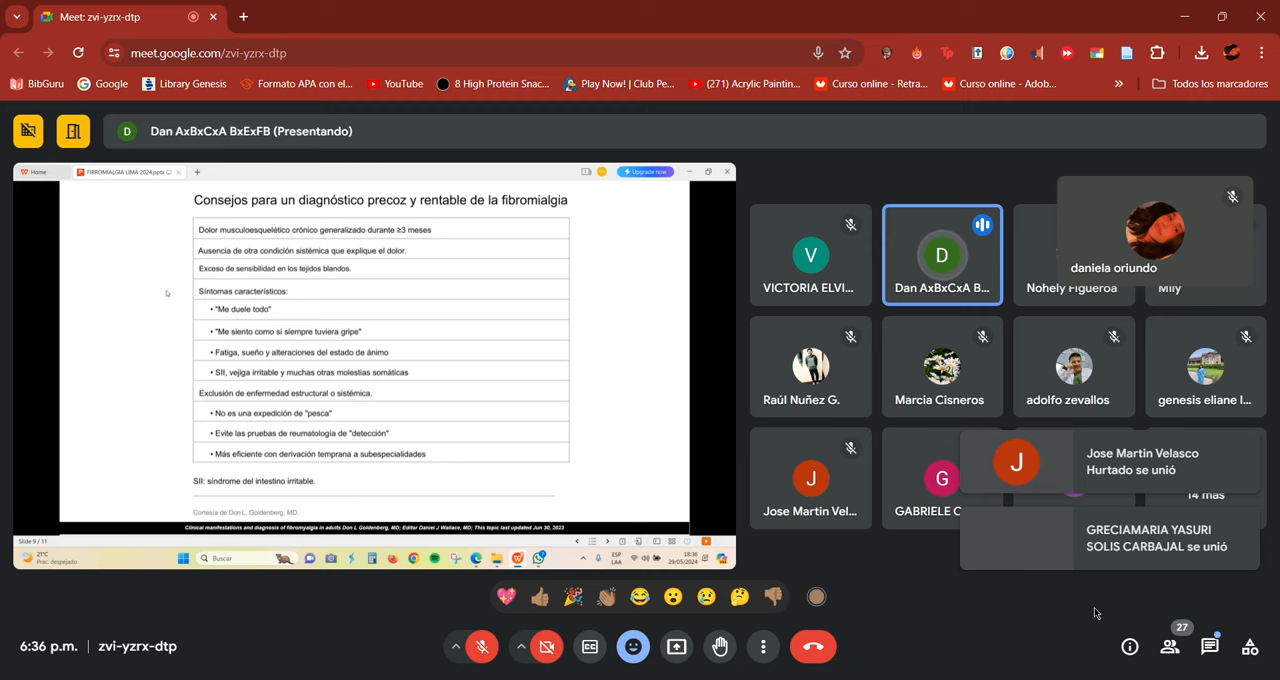 Meet: zvi-yzrx-dtp
meet.google.com/zvi-yzrx-dtp
BibGuru
Google
Library Genesis
Formato APA con el...
YouTube
8 High Protein Snac...
Play Now! | Club Pe...
(271) Acrylic Paintin...
Curso online - Retra...
Curso online - Adob...
»
Todos los marcadores
D
Dan AxBxCxA BxExFB (Presentando)
Home
FIBROMIALGIA LIMA 2024.pptx
Upgrade now
Consejos para un diagnóstico precoz y rentable de la fibromialgia
Dolor musculoesquelético crónico generalizado durante ≥3 meses
Ausencia de otra condición sistémica que explique el dolor.
Exceso de sensibilidad en los tejidos blandos.
Síntomas característicos:
• "Me duele todo"
• "Me siento como si siempre tuviera gripe"
• Fatiga, sueño y alteraciones del estado de ánimo
• SII, vejiga irritable y muchas otras molestias somáticas
Exclusión de enfermedad estructural o sistémica.
• No es una expedición de "pesca"
• Evite las pruebas de reumatología de "detección"
• Más eficiente con derivación temprana a subespecialidades
SII: síndrome del intestino irritable.
Cortesía de Don L. Goldenberg, MD.
Clinical manifestations and diagnosis of fibromyalgia in adults Don L Goldenberg, MD; Editor Daniel J Wallace, MD; This topic last updated Jun 30, 2023
Slide 9 / 11
21°C
Prac. despejado
Buscar
ESP
LAA
18:36
29/05/2024
V
VICTORIA ELVI...
D
Dan AxBxCxA B...
Nohely Figueroa
Mily
daniela oriundo
Raúl Nuñez G.
Marcia Cisneros
adolfo zevallos
genesis eliane l...
J
Jose Martin Vel...
G
GABRIELE C
14 más
J
Jose Martin Velasco
Hurtado se unió
GRECIAMARIA YASURI
SOLIS CARBAJAL se unió
6:36 p.m.
zvi-yzrx-dtp
27